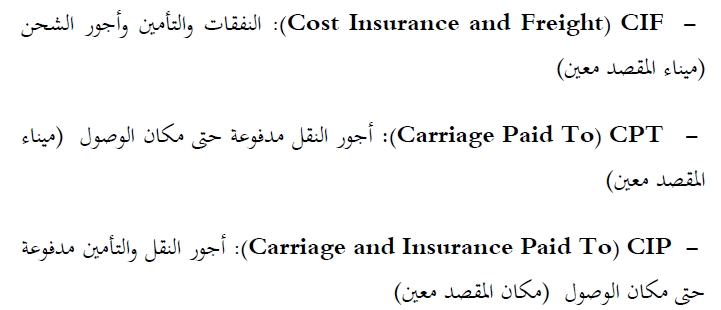 - CIF (Cost Insurance and Freight): النفقات والتأمين وأجور الشحن
(ميناء المقصد معين)
- CPT (Carriage Paid To): أجور النقل مدفوعة حتى مكان الوصول (ميناء
المقصد معين)
- CIP (Carriage and Insurance Paid To): أجور النقل والتأمين مدفوعة
حتى مكان الوصول (مكان المقصد معين)